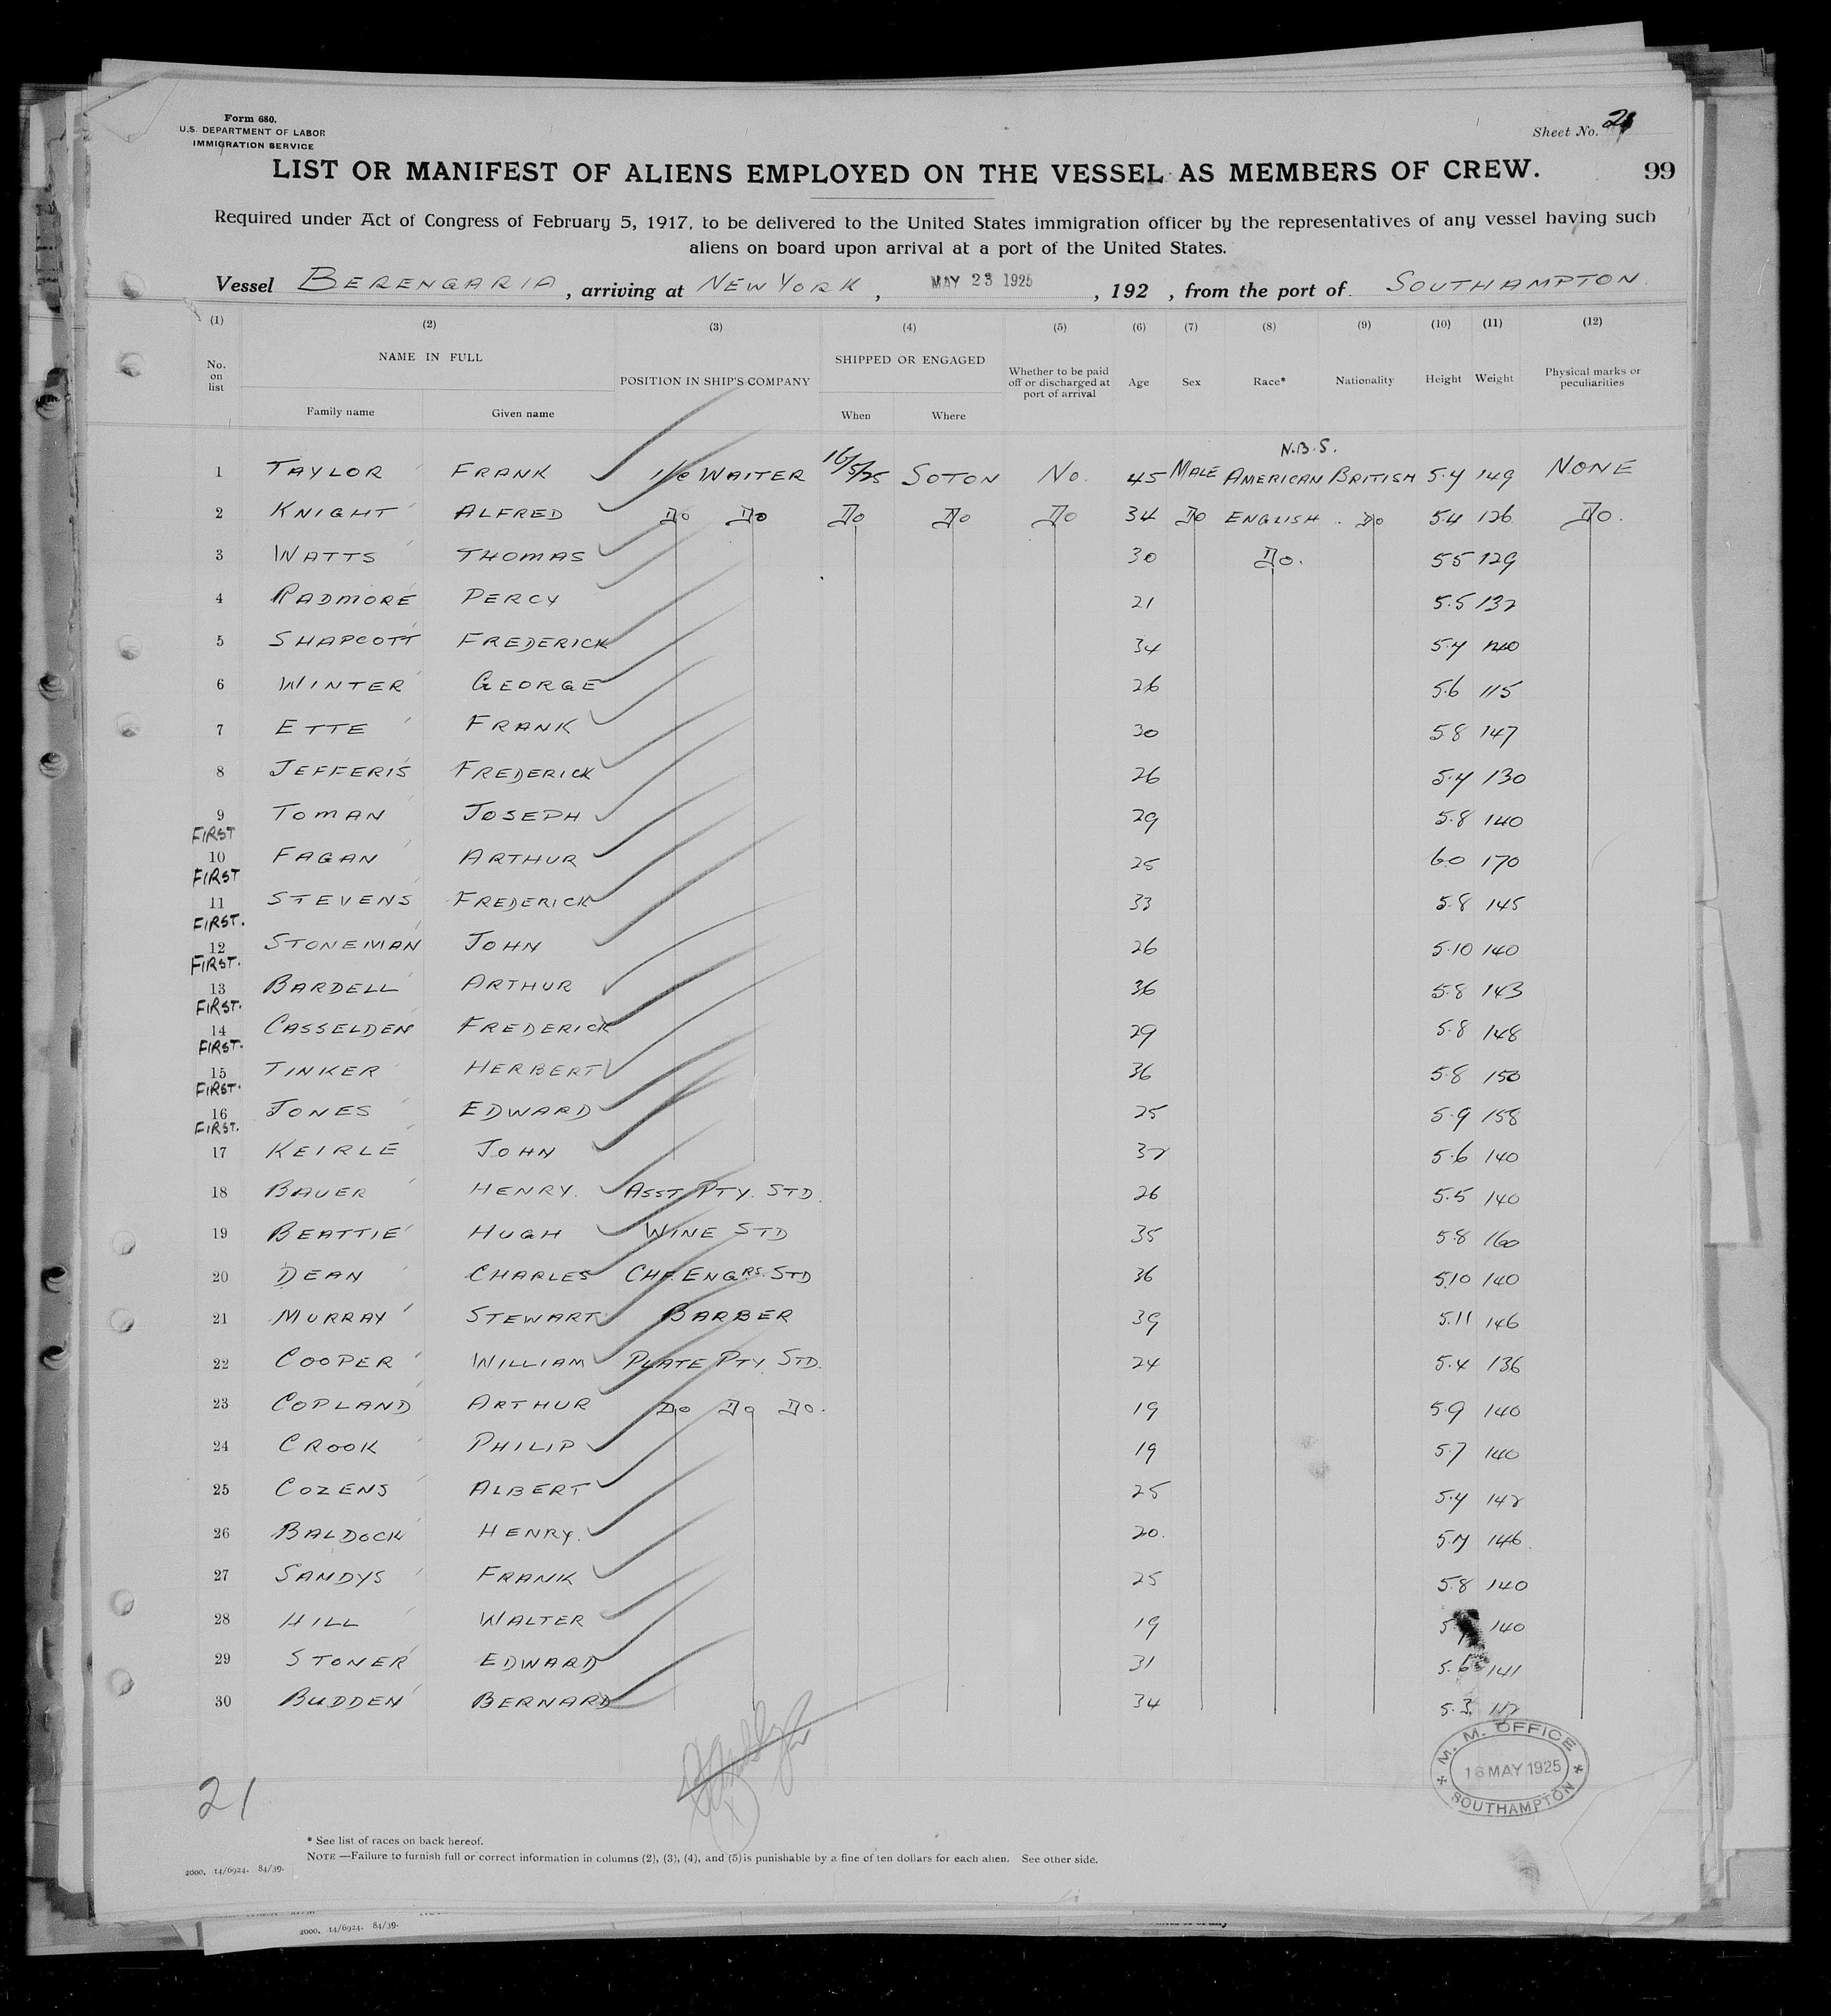 Form 680.
U.S. DEPARTMENT OF LABOR
IMMIGRATION SERVICE
Sheet No. 21
LIST OR MANIFEST OF ALIENS EMPLOYED ON THE VESSEL AS MEMBERS OF CREW. 99
Required under Act of Congress of February 5, 1917, to be delivered to the United States immigration officer by the representatives of any vessel having such
aliens on board upon arrival at a port of the United States.
Vessel BERENGARIA, arriving at NEW YORK, MAY 23 1925, 192 , from the port of SOUTHAMPTON.
(1) (2) (3) (4) (5) (6) (7) (8) (9) (10) (11) (12)
No. on list NAME IN FULL POSITION IN SHIP'S COMPANY SHIPPED OR ENGAGED Whether to be paid off or discharged at port of arrival Age Sex Race* Nationality Height Weight Physical marks or peculiarities
Family name Given name When Where
N.B.S.
1 TAYLOR FRANK 1/C WAITER 16/5/25 SOTON No. 45 MALE AMERICAN BRITISH 5.4 149 NONE
2 KNIGHT ALFRED Do Do Do Do Do 34 Do ENGLISH . Do 5.4 126 Do.
3 WATTS THOMAS 30 Do. 5 5 129
4 RADMORE PERCY 21 5.5 132
5 SHAPCOTT FREDERICK 34 5.4 140
6 WINTER GEORGE 26 5.6 115
7 ETTE FRANK 30 5 8 147
8 JEFFERIS FREDERICK 26 5.4 130
9 TOMAN JOSEPH 29 5.8 140
FIRST
10 FAGAN ARTHUR 25 6.0 170
FIRST
11 STEVENS FREDERICK 33 5.8 145
FIRST.
12 STONEMAN JOHN 26 5.10 140
FIRST.
13 BARDELL ARTHUR 36 5.8 143
FIRST.
14 CASSELDEN FREDERICK 29 5.8 148
FIRST.
15 TINKER HERBERT 36 5.8 150
FIRST.
16 JONES EDWARD 25 5.9 158
FIRST.
17 KEIRLE JOHN 32 5.6 140
18 BAUER HENRY. ASST PTY. STD. 26 5.5 140
19 BEATTIE HUGH WINE STD 35 5.8 160
20 DEAN CHARLES CHF. ENGRS. STD 36 5.10 140
21 MURRAY STEWART BARBER 39 5.11 146
22 COOPER WILLIAM PLATE PTY. STD. 24 5.4 136
23 COPLAND ARTHUR Do Do Do. 19 5.9 140
24 CROOK PHILIP 19 5.7 140
25 COZENS ALBERT 25 5.4 142
26 BALDOCK HENRY. 20. 5.7 146.
27 SANDYS FRANK 25 5.8 140
28 HILL WALTER 19 140
29 STONER EDWARD 31 5.6 141
30 BUDDEN BERNARD 34 5.3 112
M. M. OFFICE
16 MAY 1925
SOUTHAMPTON
21
* See list of races on back hereof.
NOTE —Failure to furnish full or correct information in columns (2), (3), (4), and (5) is punishable by a fine of ten dollars for each alien. See other side.
2000. 14/6924. 84/39.
2000. 14/6924. 84/39.